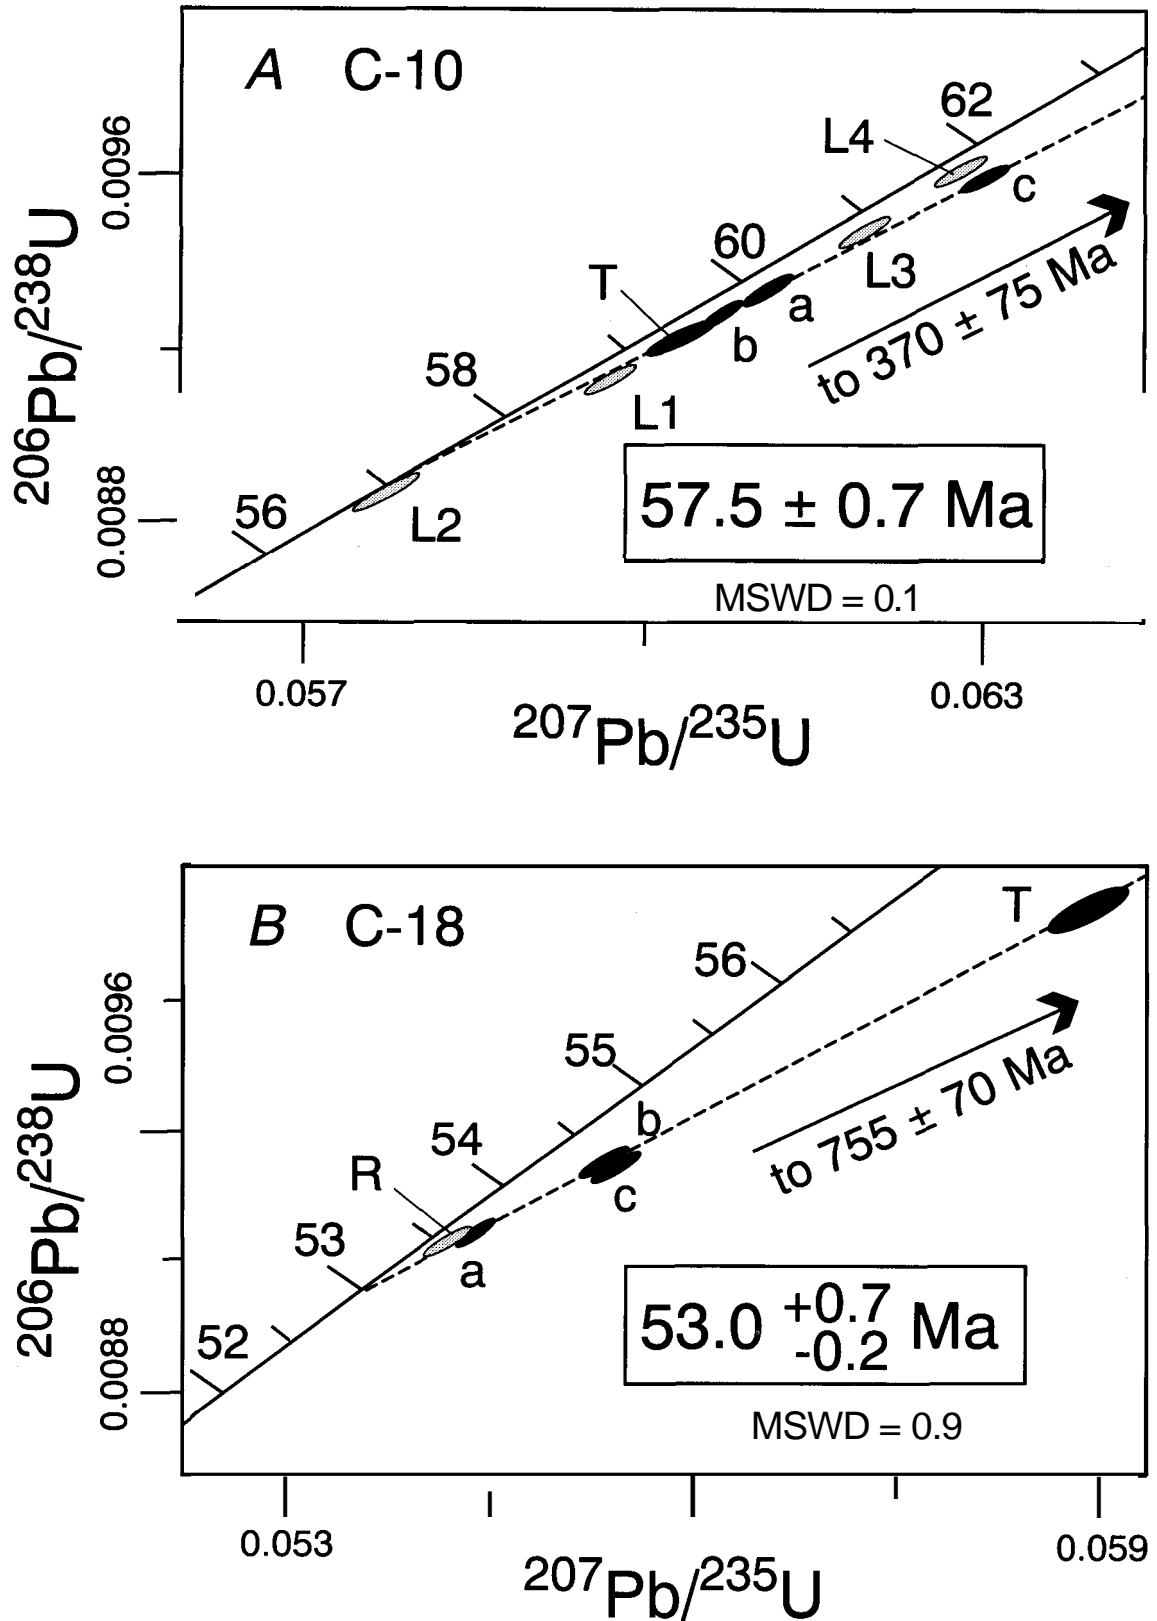 A C-10
62
L4
c
0.0096
60
L3
T
a
b
to 370 ± 75 Ma
58
L1
206Pb/238U
57.5 ± 0.7 Ma
56
L2
0.0088
MSWD = 0.1
0.057
0.063
207Pb/235U
B C-18
T
56
0.0096
55
b
to 755 ± 70 Ma
54
R
c
53
a
206Pb/238U
53.0 +0.7 -0.2 Ma
52
0.0088
MSWD = 0.9
0.053
0.059
207Pb/235U